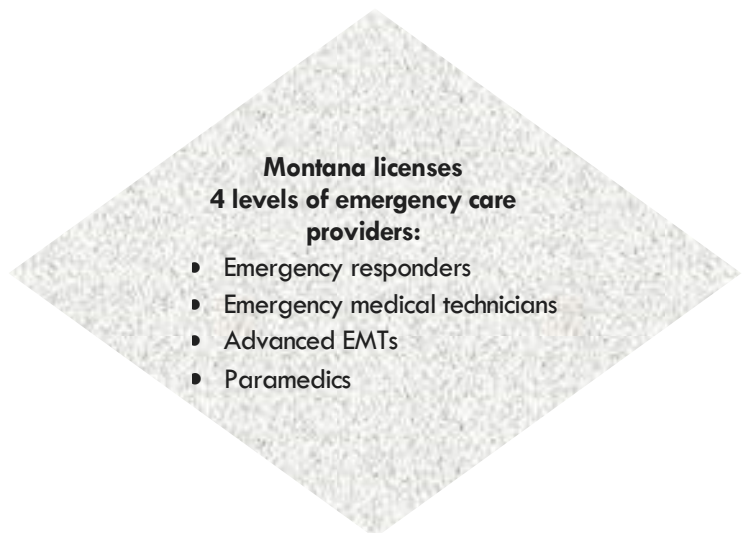 Montana licenses
4 levels of emergency care
providers:
• Emergency responders
• Emergency medical technicians
• Advanced EMTs
• Paramedics